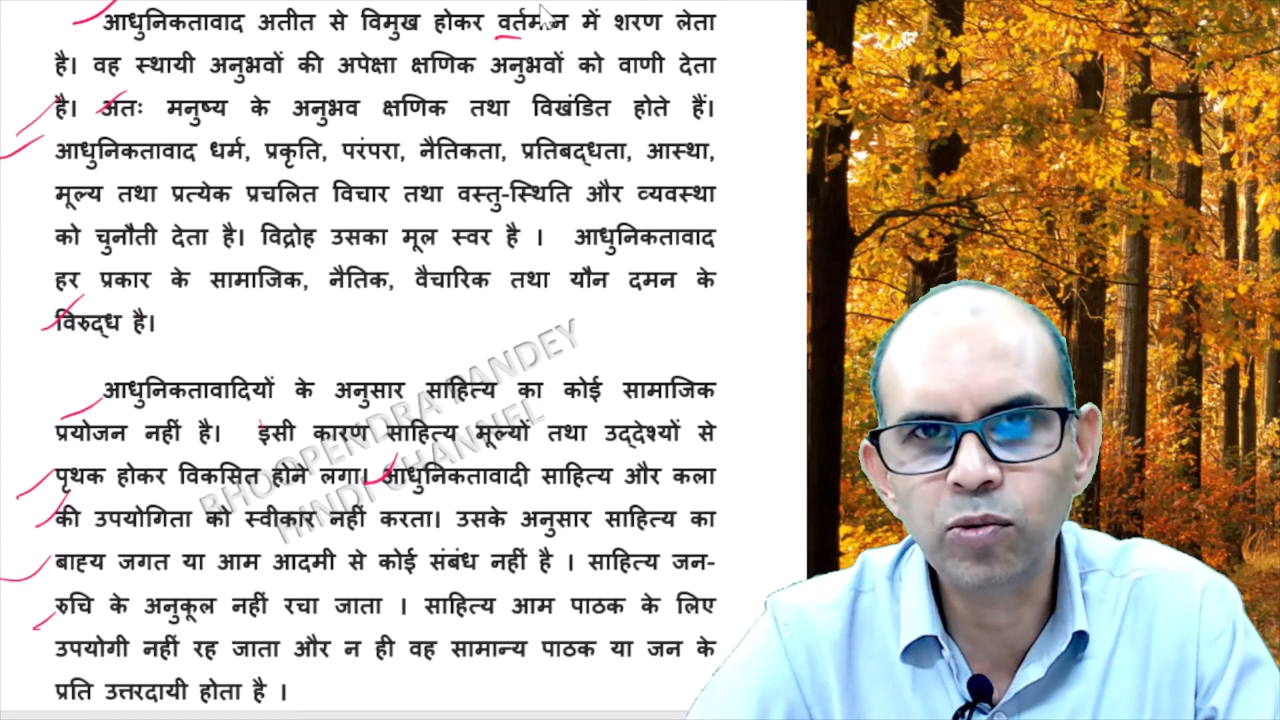 आधुनिकतावाद अतीत से विमुख होकर वर्तमान में शरण लेता
है। वह स्थायी अनुभवों की अपेक्षा क्षणिक अनुभवों को वाणी देता
है। अतः मनुष्य के अनुभव क्षणिक तथा विखंडित होते हैं।
आधुनिकतावाद धर्म, प्रकृति, परंपरा, नैतिकता, प्रतिबद्धता, आस्था,
मूल्य तथा प्रत्येक प्रचलित विचार तथा वस्तु-स्थिति और व्यवस्था
को चुनौती देता है। विद्रोह उसका मूल स्वर है । आधुनिकतावाद
हर प्रकार के सामाजिक, नैतिक, वैचारिक तथा यौन दमन के
विरुद्ध है।
आधुनिकतावादियों के अनुसार साहित्य का कोई सामाजिक
प्रयोजन नहीं है। इसी कारण साहित्य मूल्यों तथा उद्देश्यों से
पृथक होकर विकसित होने लगा। आधुनिकतावादी साहित्य और कला
की उपयोगिता को स्वीकार नहीं करता। उसके अनुसार साहित्य का
बाह्य जगत या आम आदमी से कोई संबंध नहीं है । साहित्य जन-
रुचि के अनुकूल नहीं रचा जाता । साहित्य आम पाठक के लिए
उपयोगी नहीं रह जाता और न ही वह सामान्य पाठक या जन के
प्रति उत्तरदायी होता है ।
BHOOPENDRA PANDEY
HINDI CHANNEL